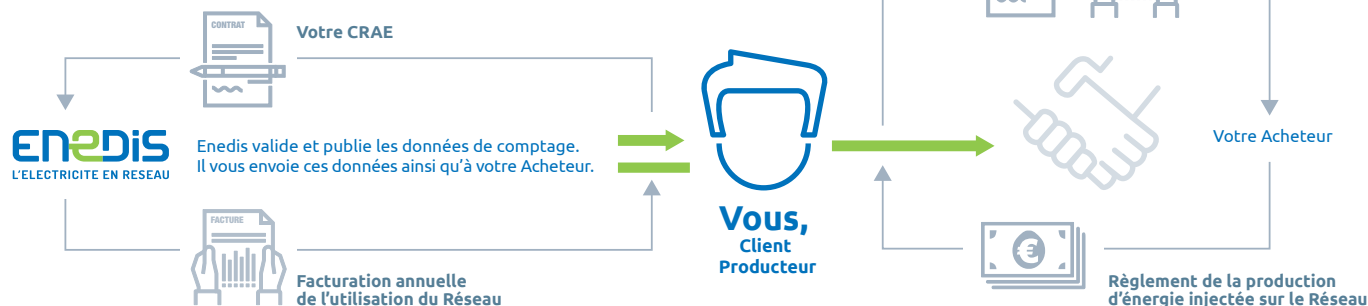 CONTRAT
Votre CRAE
ENEDIS
L'ELECTRICITE EN RESEAU
Enedis valide et publie les données de comptage.
Il vous envoie ces données ainsi qu'à votre Acheteur.
FACTURE
Facturation annuelle
de l'utilisation du Réseau
Vous,
Client
Producteur
Votre Acheteur
€
Règlement de la production
d'énergie injectée sur le Réseau